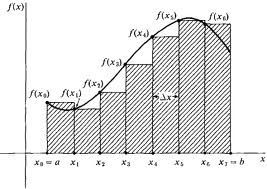 f(x)
f(x₅)
f(x₆)
f(x₄)
f(x₃)
f(x₂)
f(x₀)
f(x₁)
Δx
x₀ = a
x₁
x₂
x₃
x₄
x₅
x₆
x₇ = b
x